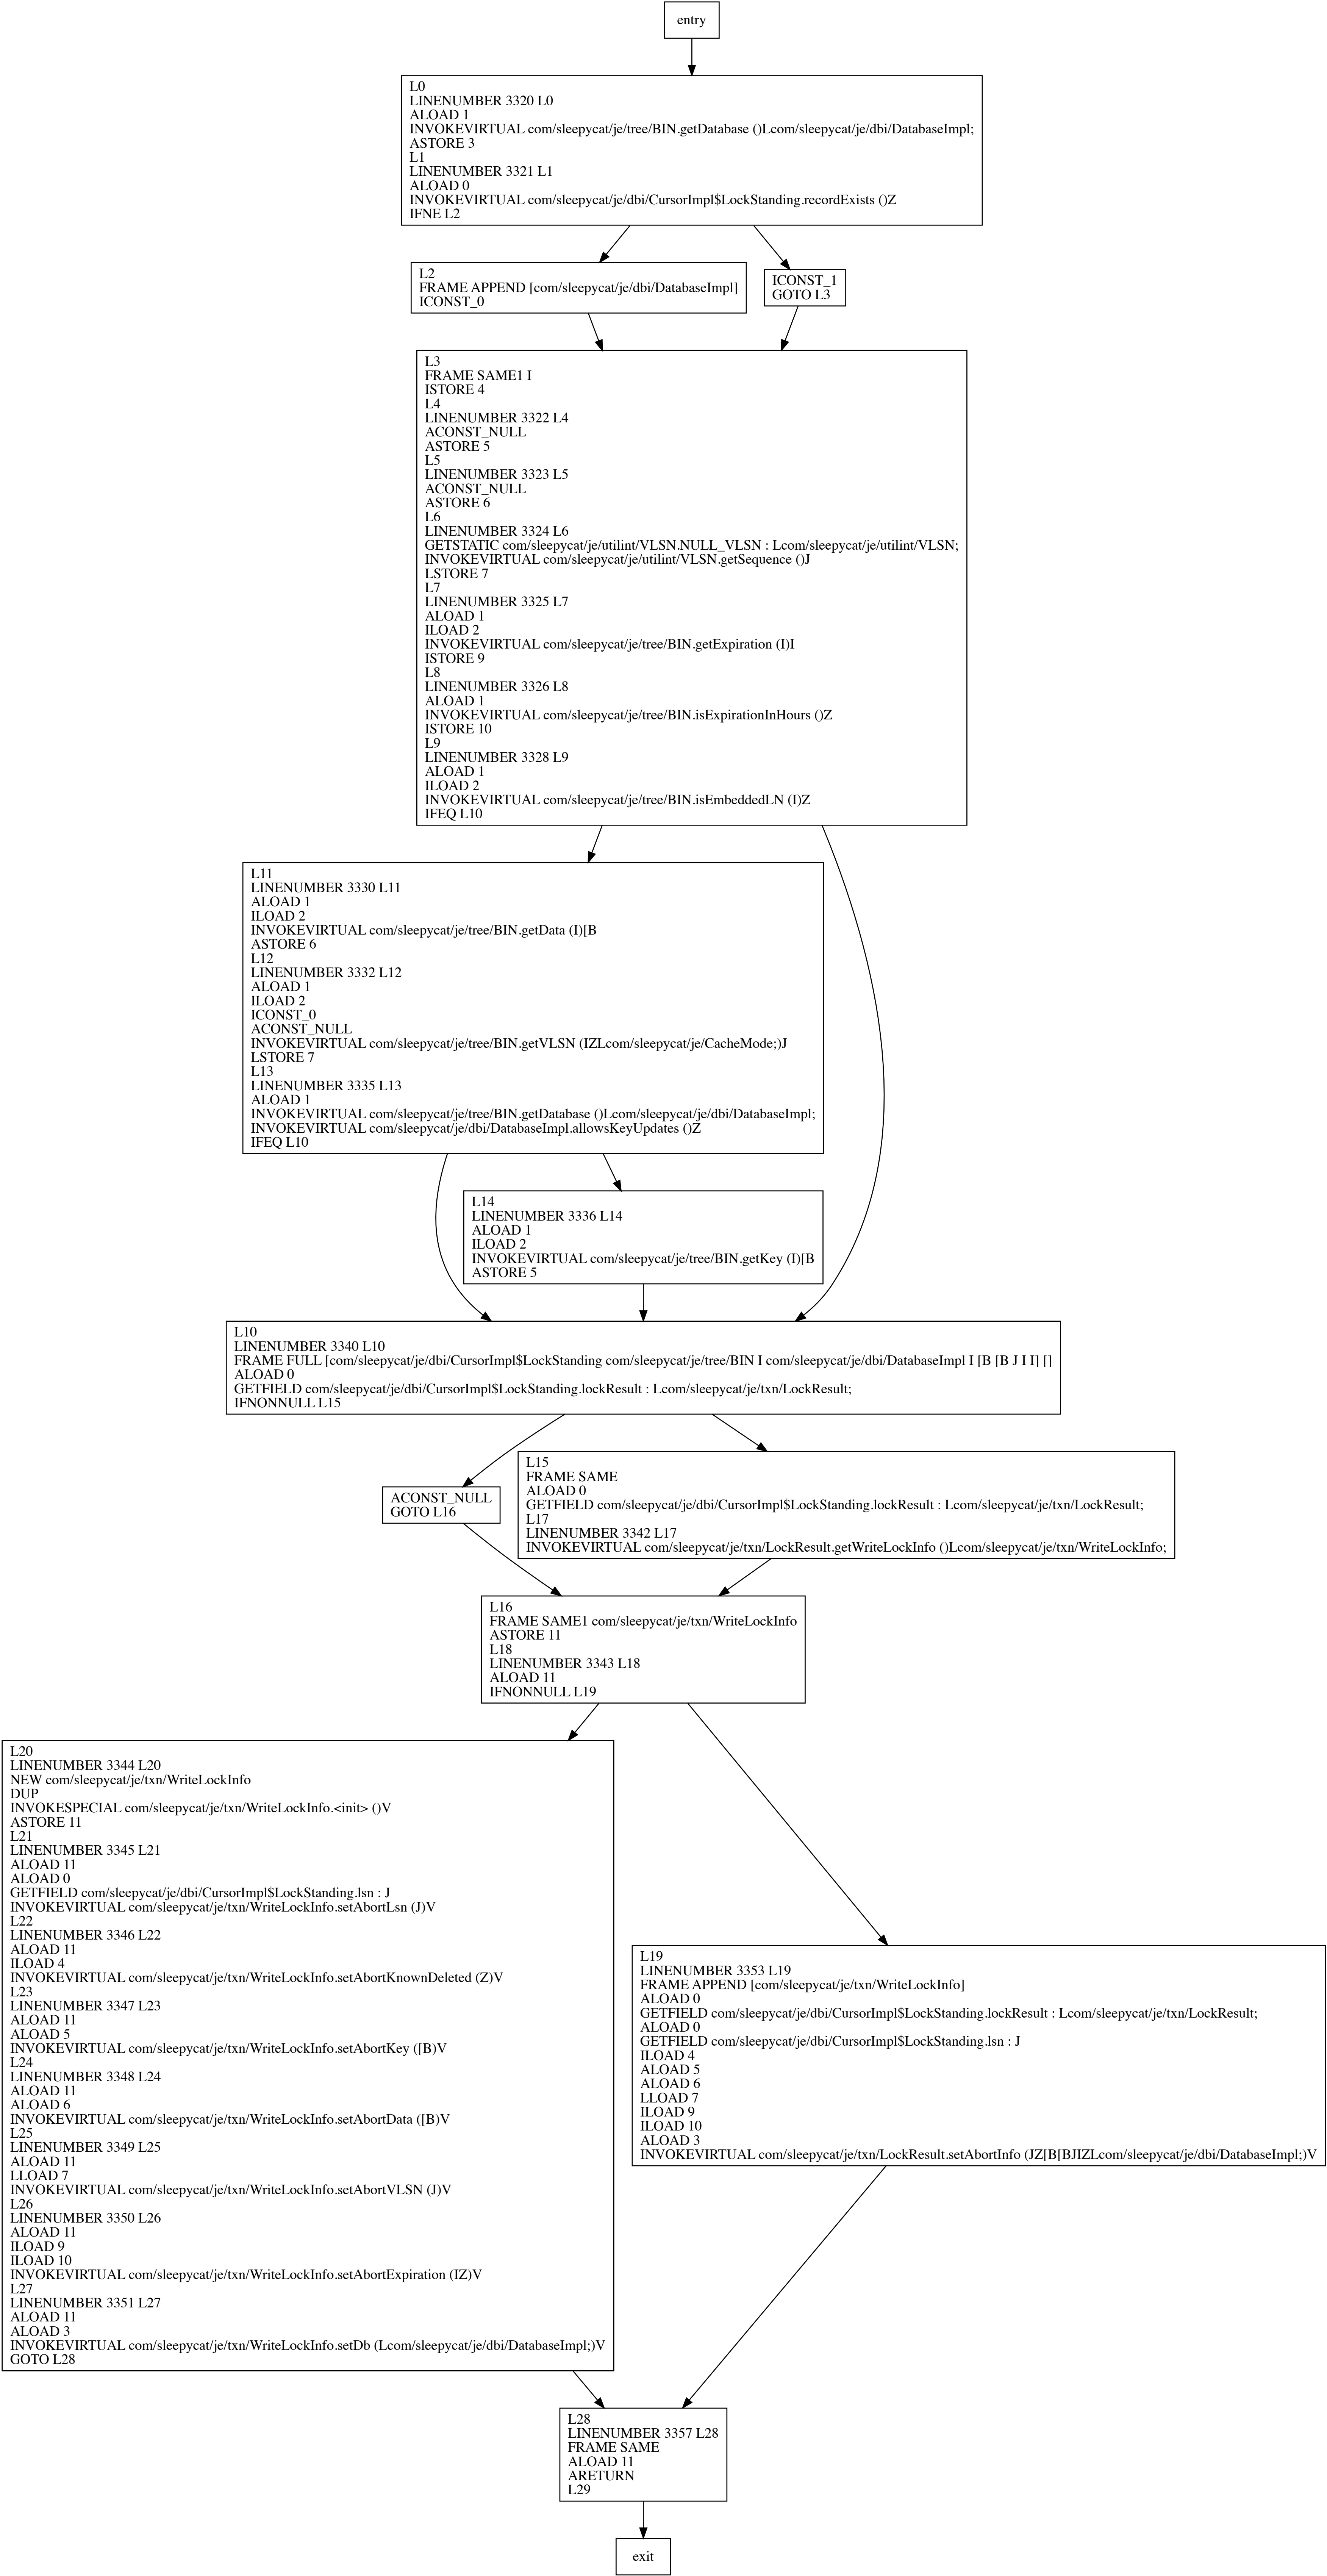 entry
L0
LINENUMBER 3320 L0
ALOAD 1
INVOKEVIRTUAL com/sleepycat/je/tree/BIN.getDatabase ()Lcom/sleepycat/je/dbi/DatabaseImpl;
ASTORE 3
L1
LINENUMBER 3321 L1
ALOAD 0
INVOKEVIRTUAL com/sleepycat/je/dbi/CursorImpl$LockStanding.recordExists ()Z
IFNE L2
L2
FRAME APPEND [com/sleepycat/je/dbi/DatabaseImpl]
ICONST_0
ICONST_1
GOTO L3
L3
FRAME SAME1 I
ISTORE 4
L4
LINENUMBER 3322 L4
ACONST_NULL
ASTORE 5
L5
LINENUMBER 3323 L5
ACONST_NULL
ASTORE 6
L6
LINENUMBER 3324 L6
GETSTATIC com/sleepycat/je/utilint/VLSN.NULL_VLSN : Lcom/sleepycat/je/utilint/VLSN;
INVOKEVIRTUAL com/sleepycat/je/utilint/VLSN.getSequence ()J
LSTORE 7
L7
LINENUMBER 3325 L7
ALOAD 1
ILOAD 2
INVOKEVIRTUAL com/sleepycat/je/tree/BIN.getExpiration (I)I
ISTORE 9
L8
LINENUMBER 3326 L8
ALOAD 1
INVOKEVIRTUAL com/sleepycat/je/tree/BIN.isExpirationInHours ()Z
ISTORE 10
L9
LINENUMBER 3328 L9
ALOAD 1
ILOAD 2
INVOKEVIRTUAL com/sleepycat/je/tree/BIN.isEmbeddedLN (I)Z
IFEQ L10
L11
LINENUMBER 3330 L11
ALOAD 1
ILOAD 2
INVOKEVIRTUAL com/sleepycat/je/tree/BIN.getData (I)[B
ASTORE 6
L12
LINENUMBER 3332 L12
ALOAD 1
ILOAD 2
ICONST_0
ACONST_NULL
INVOKEVIRTUAL com/sleepycat/je/tree/BIN.getVLSN (IZLcom/sleepycat/je/CacheMode;)J
LSTORE 7
L13
LINENUMBER 3335 L13
ALOAD 1
INVOKEVIRTUAL com/sleepycat/je/tree/BIN.getDatabase ()Lcom/sleepycat/je/dbi/DatabaseImpl;
INVOKEVIRTUAL com/sleepycat/je/dbi/DatabaseImpl.allowsKeyUpdates ()Z
IFEQ L10
L14
LINENUMBER 3336 L14
ALOAD 1
ILOAD 2
INVOKEVIRTUAL com/sleepycat/je/tree/BIN.getKey (I)[B
ASTORE 5
L10
LINENUMBER 3340 L10
FRAME FULL [com/sleepycat/je/dbi/CursorImpl$LockStanding com/sleepycat/je/tree/BIN I com/sleepycat/je/dbi/DatabaseImpl I [B [B J I I] []
ALOAD 0
GETFIELD com/sleepycat/je/dbi/CursorImpl$LockStanding.lockResult : Lcom/sleepycat/je/txn/LockResult;
IFNONNULL L15
ACONST_NULL
GOTO L16
L15
FRAME SAME
ALOAD 0
GETFIELD com/sleepycat/je/dbi/CursorImpl$LockStanding.lockResult : Lcom/sleepycat/je/txn/LockResult;
L17
LINENUMBER 3342 L17
INVOKEVIRTUAL com/sleepycat/je/txn/LockResult.getWriteLockInfo ()Lcom/sleepycat/je/txn/WriteLockInfo;
L16
FRAME SAME1 com/sleepycat/je/txn/WriteLockInfo
ASTORE 11
L18
LINENUMBER 3343 L18
ALOAD 11
IFNONNULL L19
L20
LINENUMBER 3344 L20
NEW com/sleepycat/je/txn/WriteLockInfo
DUP
INVOKESPECIAL com/sleepycat/je/txn/WriteLockInfo.<init> ()V
ASTORE 11
L21
LINENUMBER 3345 L21
ALOAD 11
ALOAD 0
GETFIELD com/sleepycat/je/dbi/CursorImpl$LockStanding.lsn : J
INVOKEVIRTUAL com/sleepycat/je/txn/WriteLockInfo.setAbortLsn (J)V
L22
LINENUMBER 3346 L22
ALOAD 11
ILOAD 4
INVOKEVIRTUAL com/sleepycat/je/txn/WriteLockInfo.setAbortKnownDeleted (Z)V
L23
LINENUMBER 3347 L23
ALOAD 11
ALOAD 5
INVOKEVIRTUAL com/sleepycat/je/txn/WriteLockInfo.setAbortKey ([B)V
L24
LINENUMBER 3348 L24
ALOAD 11
ALOAD 6
INVOKEVIRTUAL com/sleepycat/je/txn/WriteLockInfo.setAbortData ([B)V
L25
LINENUMBER 3349 L25
ALOAD 11
LLOAD 7
INVOKEVIRTUAL com/sleepycat/je/txn/WriteLockInfo.setAbortVLSN (J)V
L26
LINENUMBER 3350 L26
ALOAD 11
ILOAD 9
ILOAD 10
INVOKEVIRTUAL com/sleepycat/je/txn/WriteLockInfo.setAbortExpiration (IZ)V
L27
LINENUMBER 3351 L27
ALOAD 11
ALOAD 3
INVOKEVIRTUAL com/sleepycat/je/txn/WriteLockInfo.setDb (Lcom/sleepycat/je/dbi/DatabaseImpl;)V
GOTO L28
L19
LINENUMBER 3353 L19
FRAME APPEND [com/sleepycat/je/txn/WriteLockInfo]
ALOAD 0
GETFIELD com/sleepycat/je/dbi/CursorImpl$LockStanding.lockResult : Lcom/sleepycat/je/txn/LockResult;
ALOAD 0
GETFIELD com/sleepycat/je/dbi/CursorImpl$LockStanding.lsn : J
ILOAD 4
ALOAD 5
ALOAD 6
LLOAD 7
ILOAD 9
ILOAD 10
ALOAD 3
INVOKEVIRTUAL com/sleepycat/je/txn/LockResult.setAbortInfo (JZ[B[BJIZLcom/sleepycat/je/dbi/DatabaseImpl;)V
L28
LINENUMBER 3357 L28
FRAME SAME
ALOAD 11
ARETURN
L29
exit